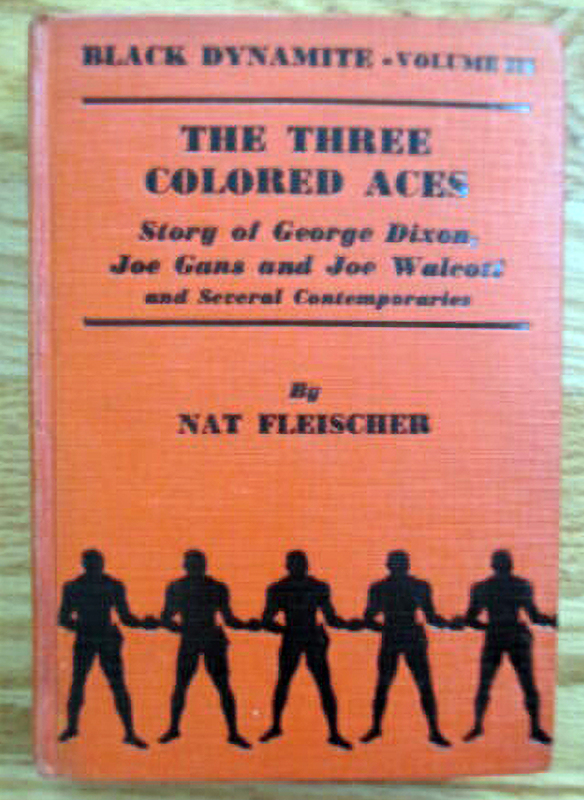 BLACK DYNAMITE • VOLUME III
THE THREE
COLORED ACES
Story of George Dixon,
Joe Gans and Joe Walcott
and Several Contemporaries
By
NAT FLEISCHER